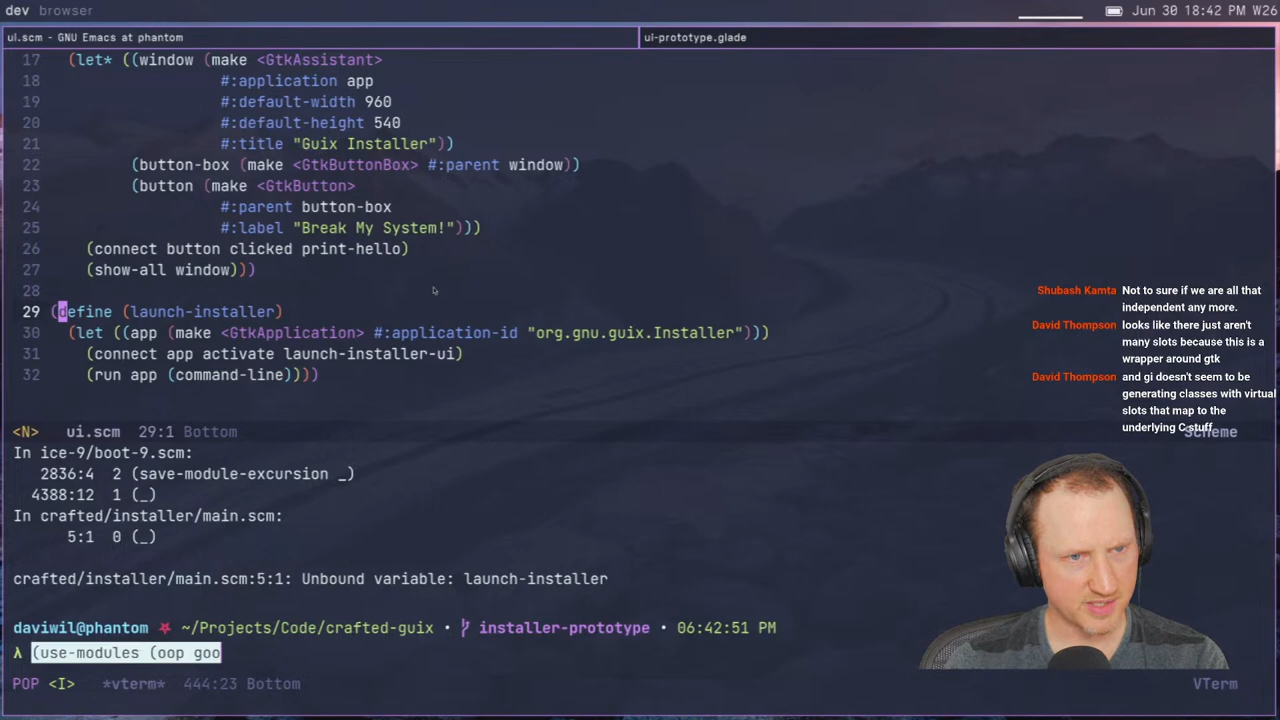 dev browser
Jun 30 18:42 PM W26
ui.scm - GNU Emacs at phantom
ui-prototype.glade
17 (let* ((window (make <GtkAssistant>
18 #:application app
19 #:default-width 960
20 #:default-height 540
21 #:title "Guix Installer"))
22 (button-box (make <GtkButtonBox> #:parent window))
23 (button (make <GtkButton>
24 #:parent button-box
25 #:label "Break My System!")))
26 (connect button clicked print-hello)
27 (show-all window)))
28
29 (define (launch-installer)
30 (let ((app (make <GtkApplication> #:application-id "org.gnu.guix.Installer")))
31 (connect app activate launch-installer-ui)
32 (run app (command-line))))
Shubash Kamta Not to sure if we are all that
independent any more.
David Thompson looks like there just aren't
many slots because this is a
wrapper around gtk
David Thompson and gi doesn't seem to be
generating classes with virtual
slots that map to the
underlying C stuff
<N> ui.scm 29:1 Bottom Scheme
In ice-9/boot-9.scm:
2836:4 2 (save-module-excursion _)
4388:12 1 (_)
In crafted/installer/main.scm:
5:1 0 (_)
crafted/installer/main.scm:5:1: Unbound variable: launch-installer
daviwil@phantom ~/Projects/Code/crafted-guix • installer-prototype • 06:42:51 PM
λ (use-modules (oop goo
POP <I> *vterm* 444:23 Bottom VTerm